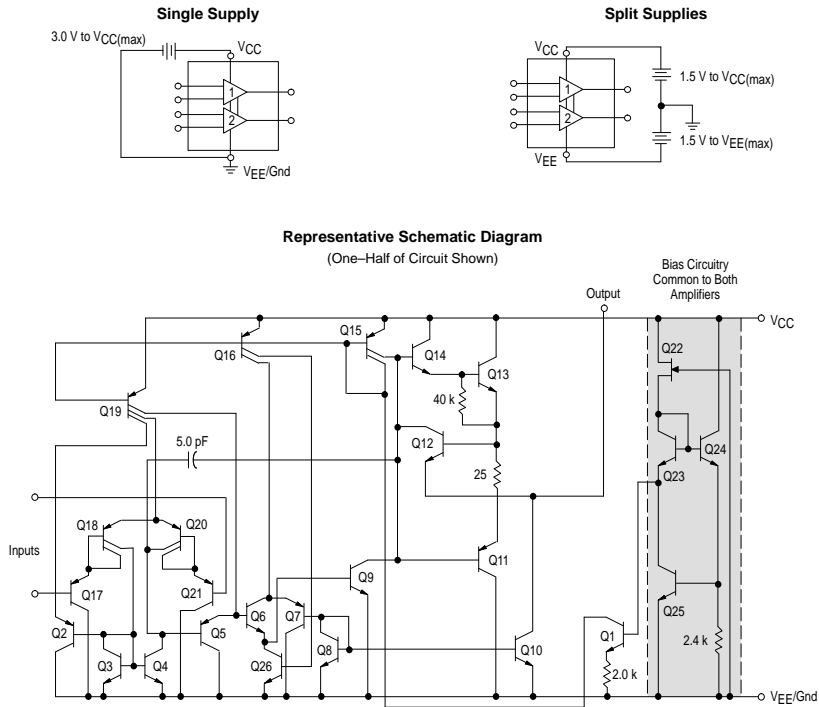 Single Supply
Split Supplies
3.0 V to VCC(max)
VCC
1
2
VEE/Gnd
VCC
1
2
VEE
1.5 V to VCC(max)
1.5 V to VEE(max)
Representative Schematic Diagram
(One–Half of Circuit Shown)
Bias Circuitry
Common to Both
Amplifiers
Output
VCC
Q15
Q16
Q14
Q13
Q22
Q19
40 k
Q12
Q24
Q23
5.0 pF
25
Q18
Q20
Inputs
Q11
Q17
Q21
Q9
Q25
Q2
Q5
Q6
Q7
Q1
Q3
Q4
Q26
Q8
Q10
2.4 k
2.0 k
VEE/Gnd